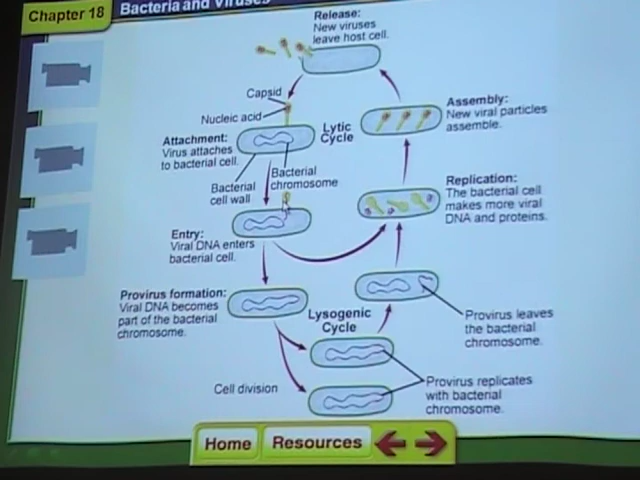 Chapter 18
Bacteria and Viruses
Release:
New viruses
leave host cell.
Capsid
Nucleic acid
Attachment:
Virus attaches
to bacterial cell.
Lytic
Cycle
Assembly:
New viral particles
assemble.
Bacterial
cell wall
Bacterial
chromosome
Replication:
The bacterial cell
makes more viral
DNA and proteins.
Entry:
Viral DNA enters
bacterial cell.
Provirus formation:
Viral DNA becomes
part of the bacterial
chromosome.
Lysogenic
Cycle
Provirus leaves
the bacterial
chromosome.
Cell division
Provirus replicates
with bacterial
chromosome.
Home
Resources